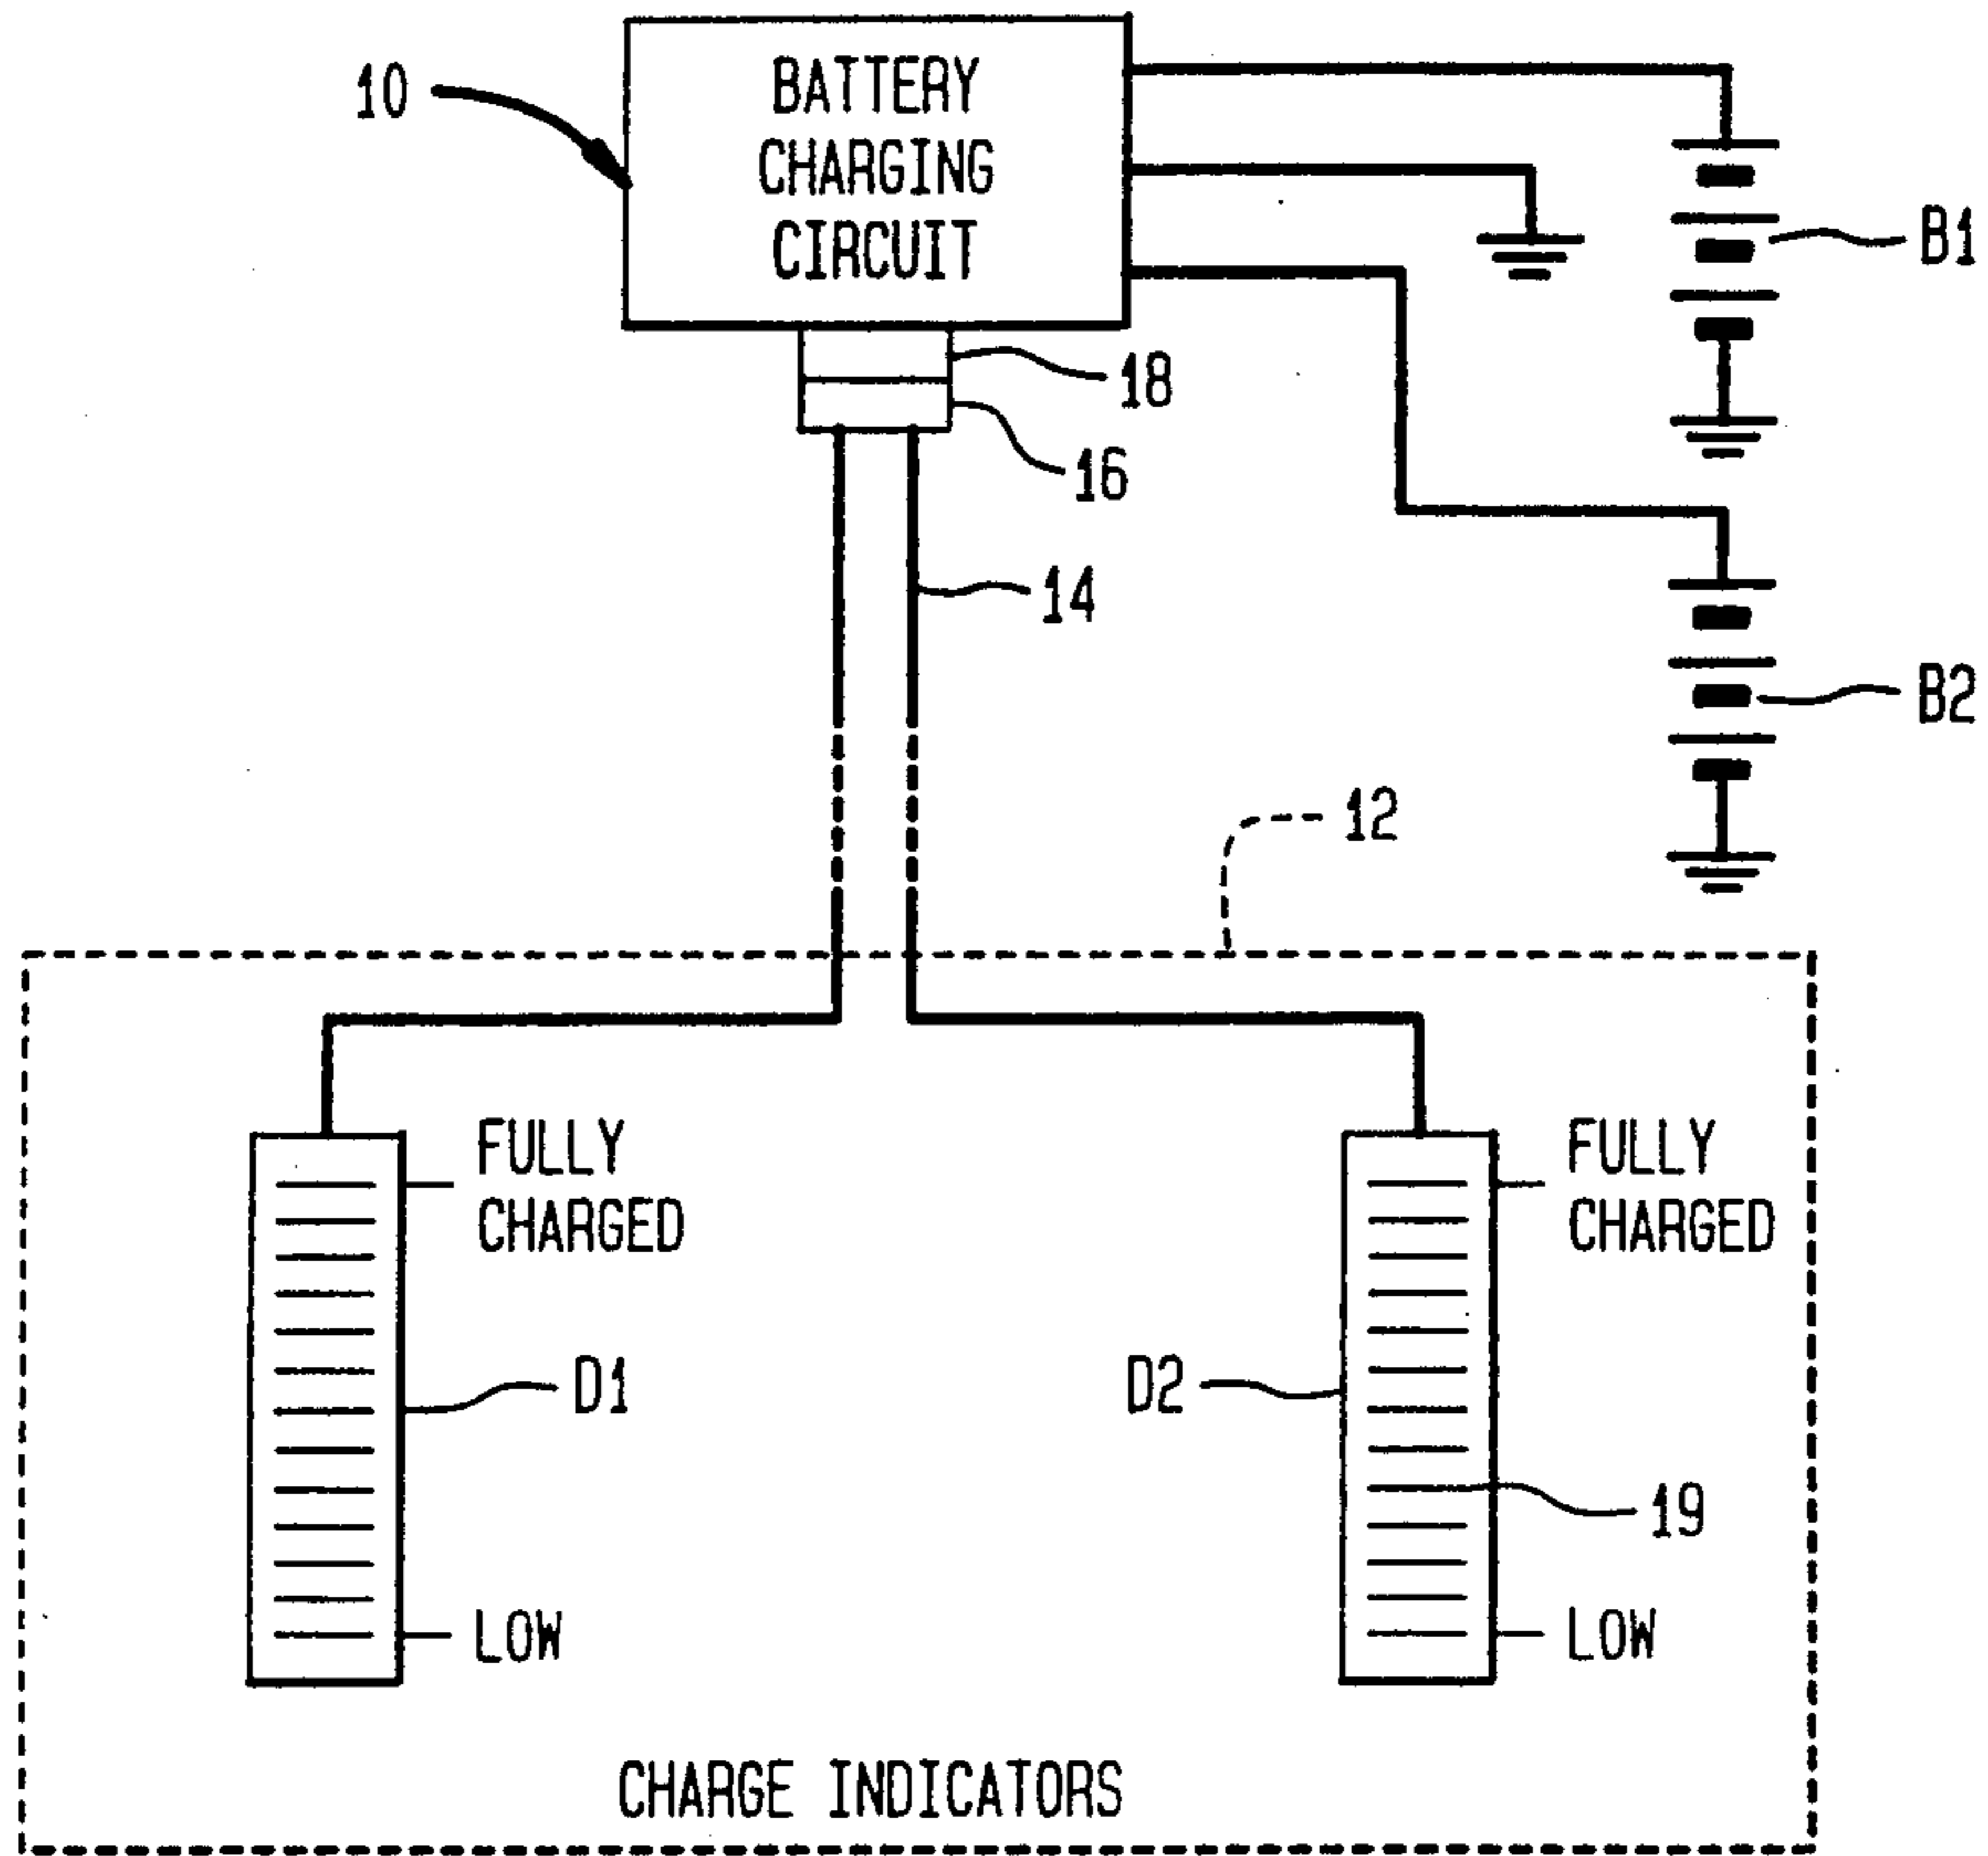 10
BATTERY
CHARGING
CIRCUIT
B1
18
16
14
B2
12
FULLY
CHARGED
FULLY
CHARGED
D1
D2
19
LOW
LOW
CHARGE INDICATORS